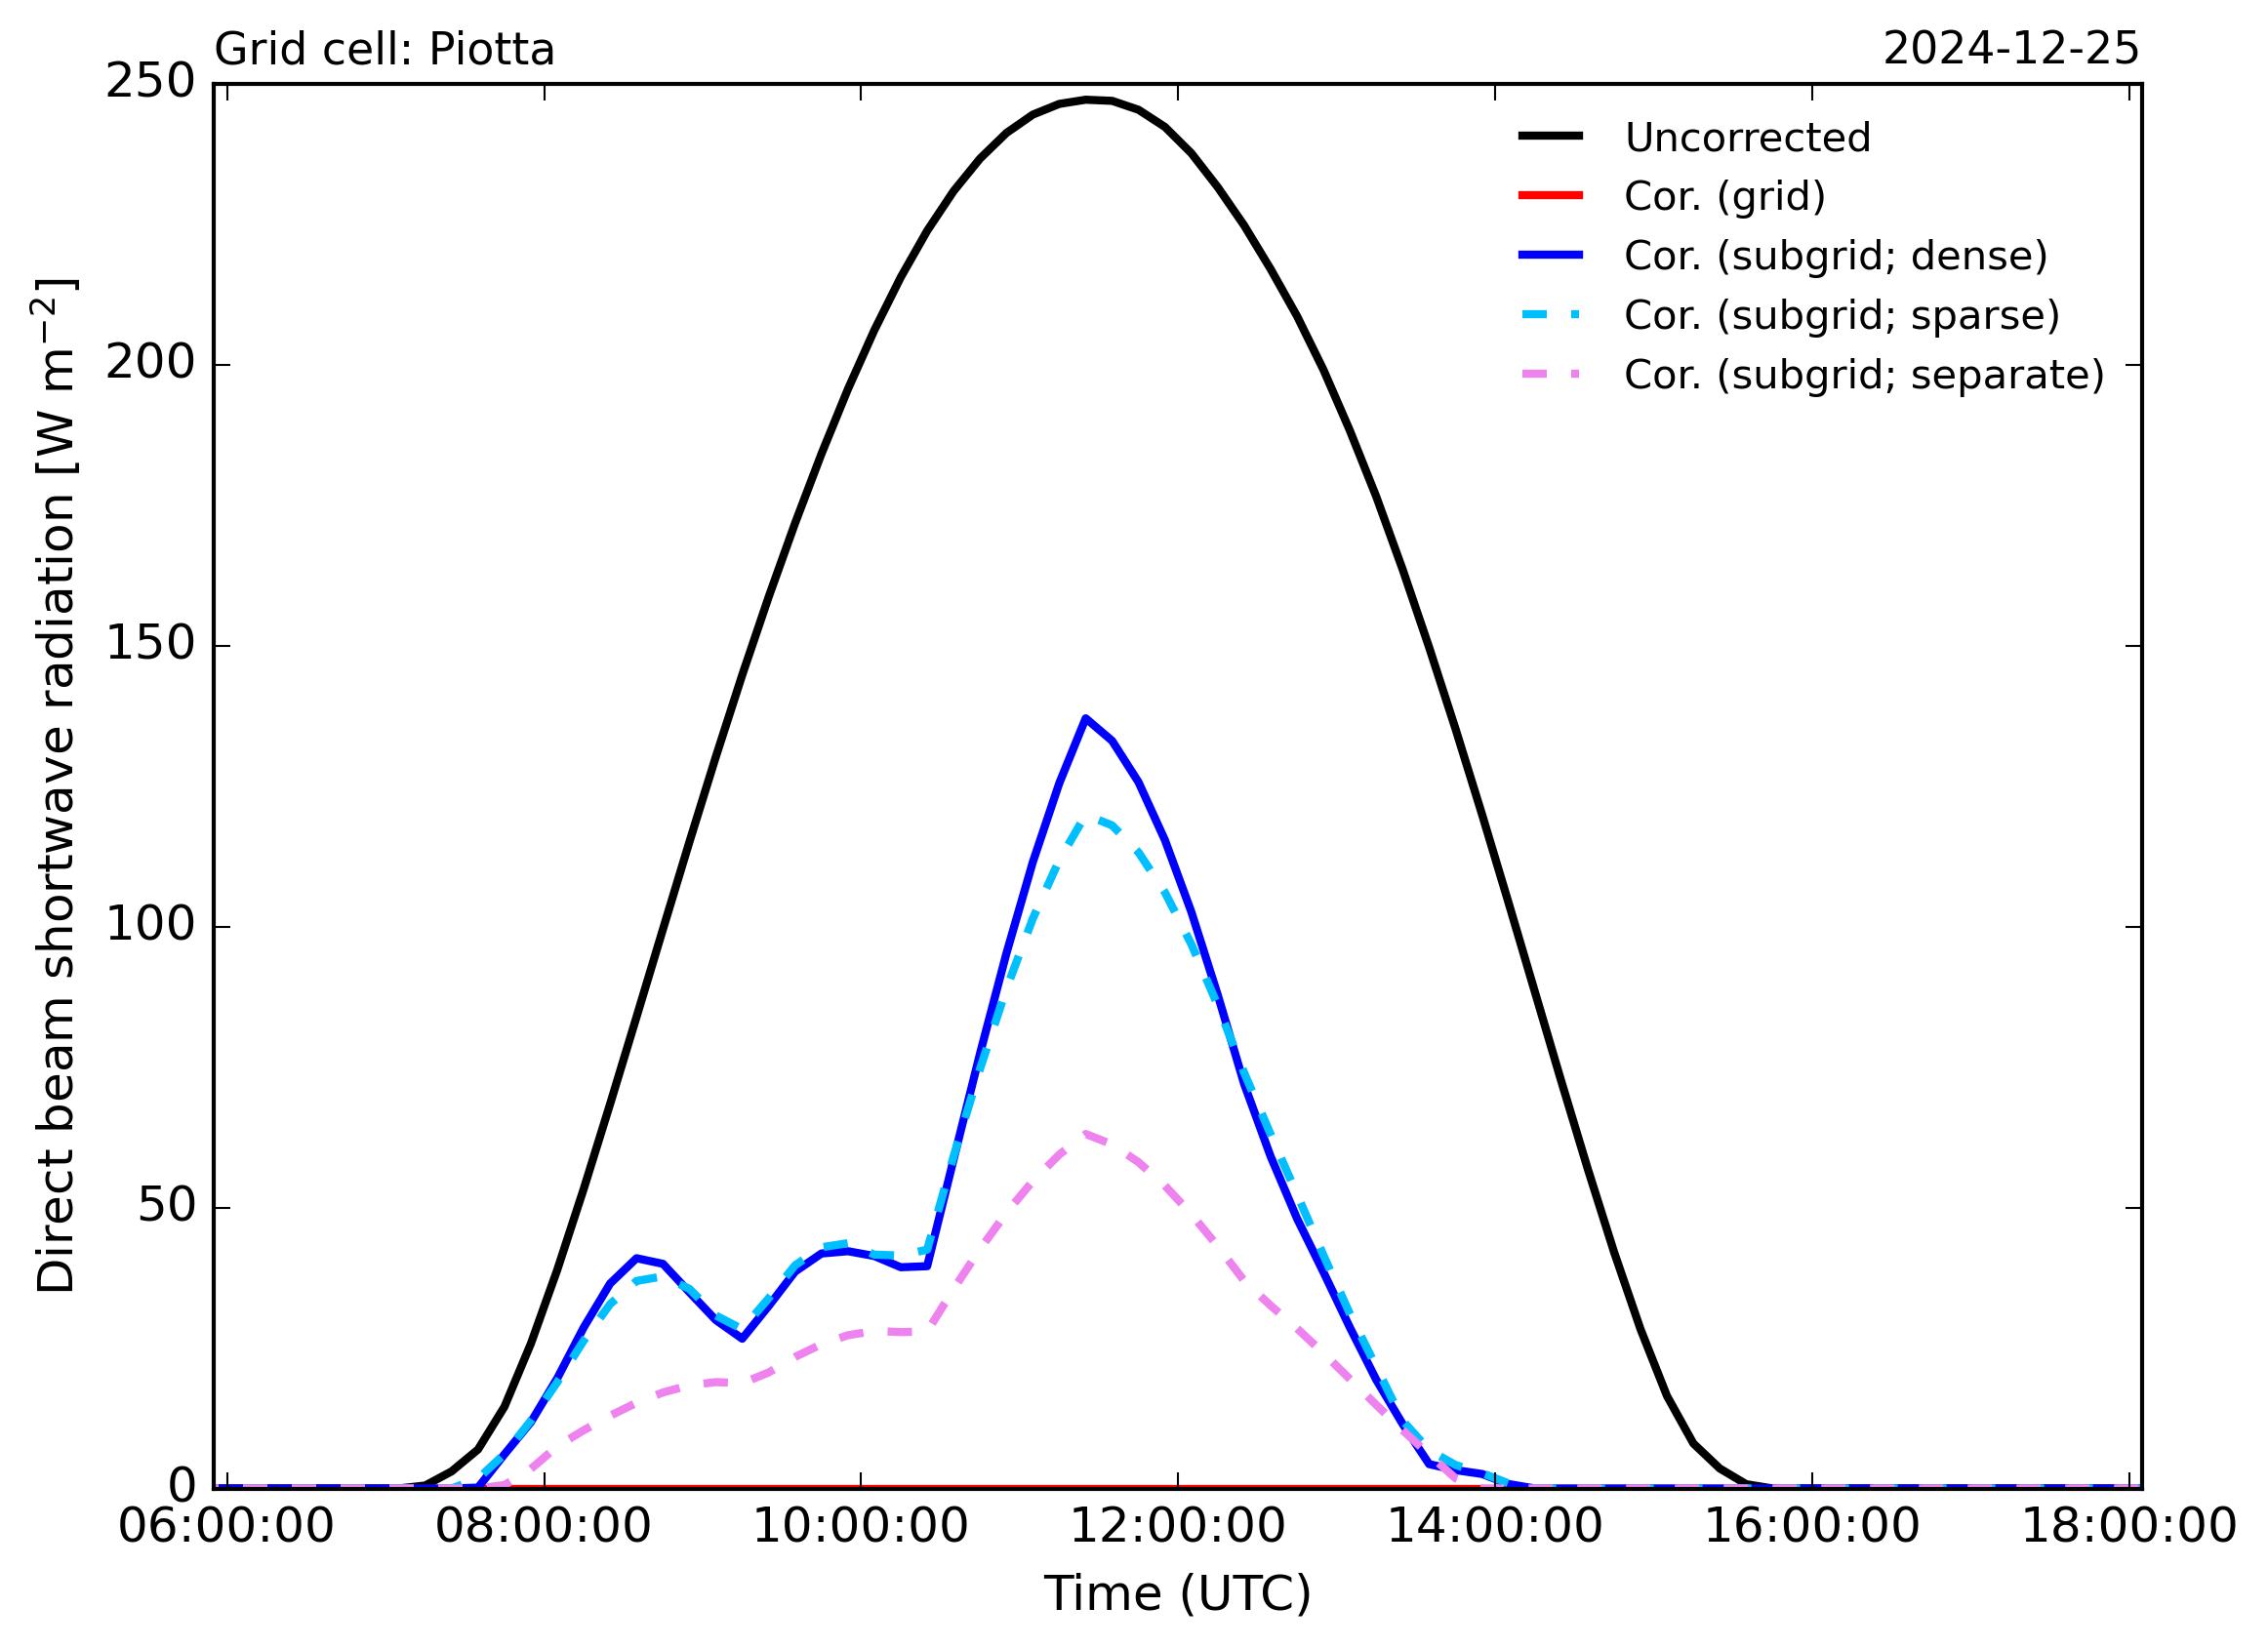 Grid cell: Piotta
2024-12-25
Direct beam shortwave radiation [W m⁻²]
250
200
150
100
50
0
Uncorrected
Cor. (grid)
Cor. (subgrid; dense)
Cor. (subgrid; sparse)
Cor. (subgrid; separate)
06:00:00 08:00:00 10:00:00 12:00:00 14:00:00 16:00:00 18:00:00
Time (UTC)